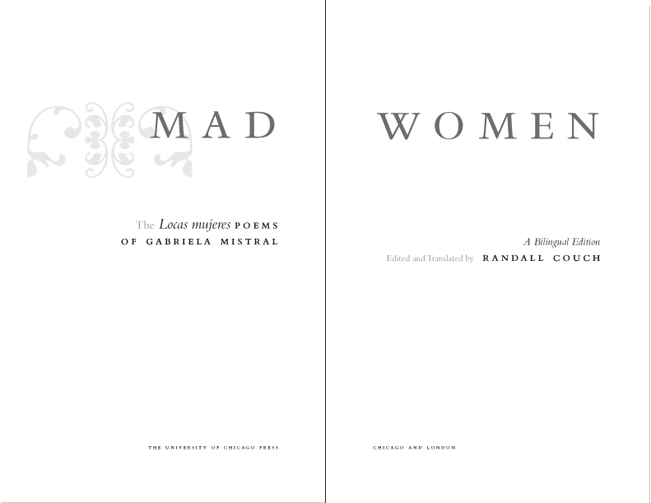 MAD
The Locas mujeres POEMS
OF GABRIELA MISTRAL
THE UNIVERSITY OF CHICAGO PRESS
WOMEN
A Bilingual Edition
Edited and Translated by RANDALL COUCH
CHICAGO AND LONDON